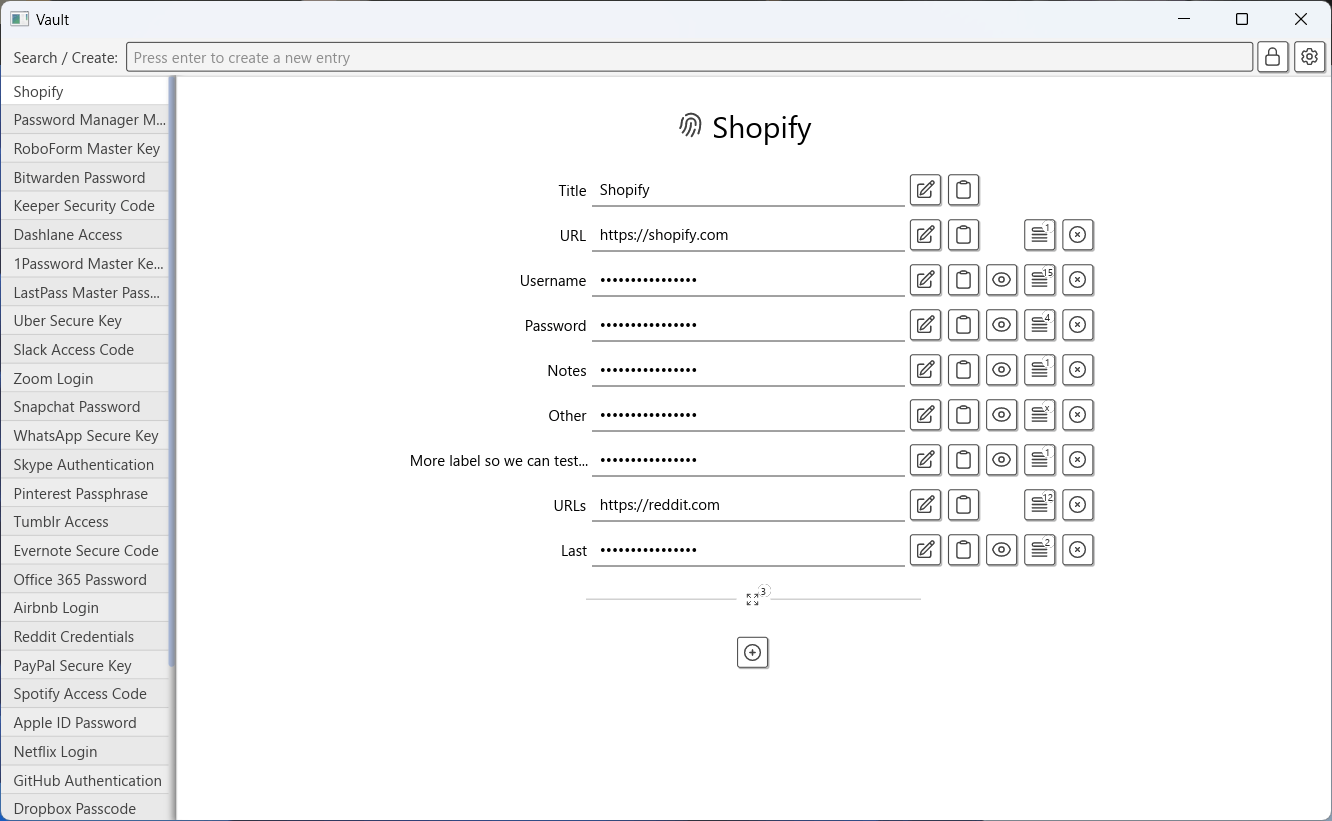 Vault
Search / Create: Press enter to create a new entry
Shopify
Password Manager M...
RoboForm Master Key
Bitwarden Password
Keeper Security Code
Dashlane Access
1Password Master Ke...
LastPass Master Pass...
Uber Secure Key
Slack Access Code
Zoom Login
Snapchat Password
WhatsApp Secure Key
Skype Authentication
Pinterest Passphrase
Tumblr Access
Evernote Secure Code
Office 365 Password
Airbnb Login
Reddit Credentials
PayPal Secure Key
Spotify Access Code
Apple ID Password
Netflix Login
GitHub Authentication
Dropbox Passcode
Shopify
Title Shopify
URL https://shopify.com 1
Username •••••••••••••••• 15
Password •••••••••••••••• 4
Notes •••••••••••••••• 1
Other •••••••••••••••• x
More label so we can test... •••••••••••••••• 1
URLs https://reddit.com 12
Last •••••••••••••••• 2
3